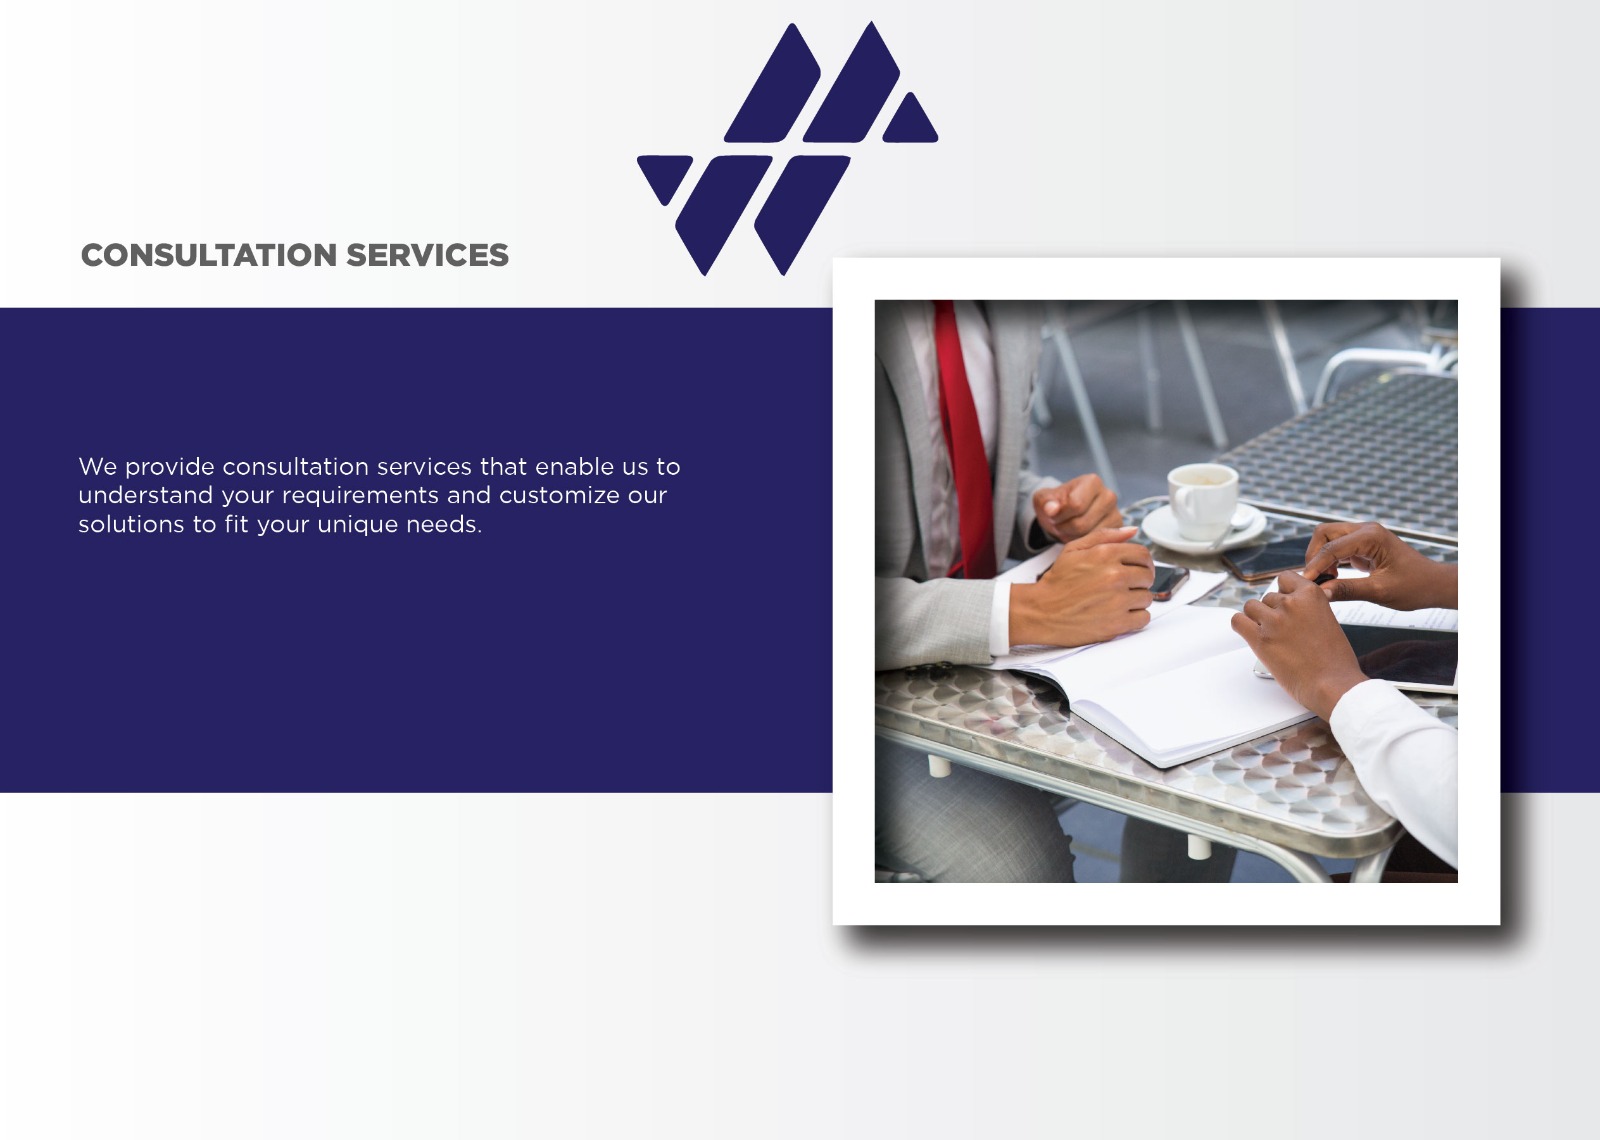 CONSULTATION SERVICES
We provide consultation services that enable us to
understand your requirements and customize our
solutions to fit your unique needs.